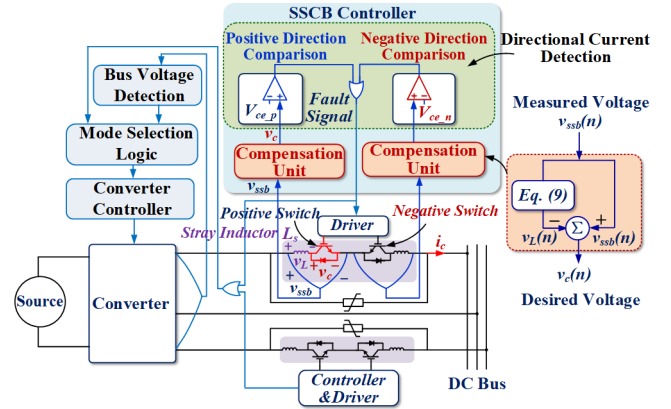 SSCB Controller
Positive Direction
Comparison
Negative Direction
Comparison
Directional Current
Detection
Bus Voltage
Detection
Mode Selection
Logic
Converter
Controller
V_ce_p
Fault
Signal
V_ce_n
v_c
Compensation
Unit
Compensation
Unit
v_ssb
Measured Voltage
v_ssb(n)
Eq. (9)
− +
Σ
v_L(n)
v_ssb(n)
v_c(n)
Desired Voltage
Positive Switch
Driver
Negative Switch
Stray Inductor L_s
+ −
v_L
+ v_c −
i_c
+ v_ssb −
Source
Converter
DC Bus
Controller
&Driver